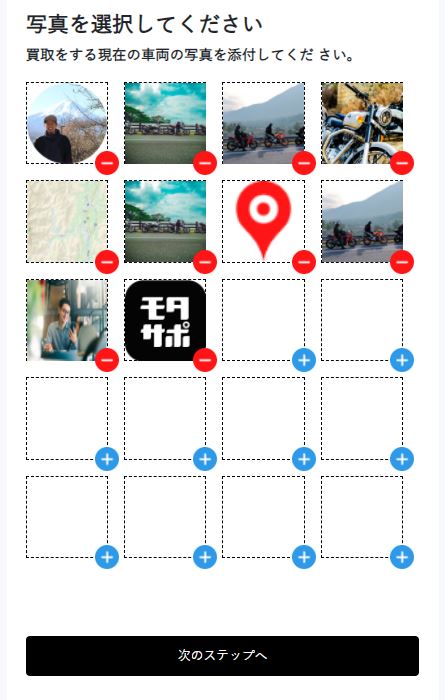 写真を選択してください
買取をする現在の車両の写真を添付してくだ さい。
モタ
サポ
次のステップへ